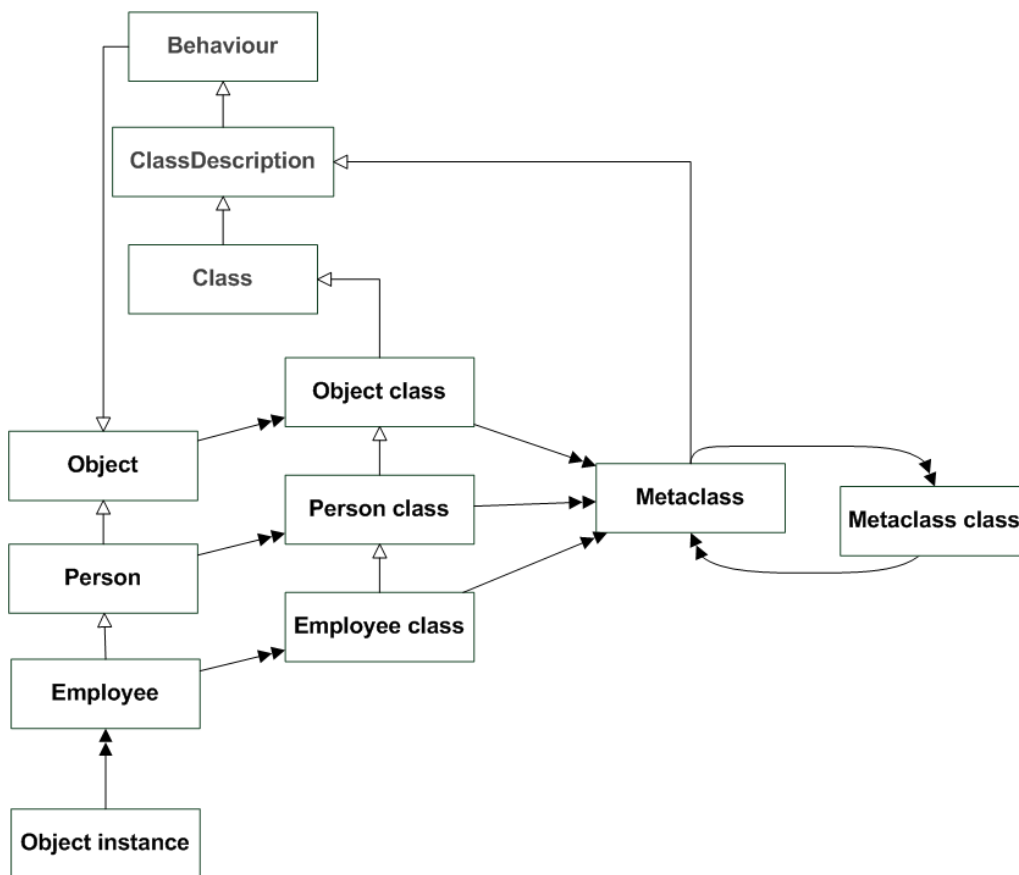 Behaviour
ClassDescription
Class
Object class
Object
Person class
Metaclass
Metaclass class
Person
Employee class
Employee
Object instance